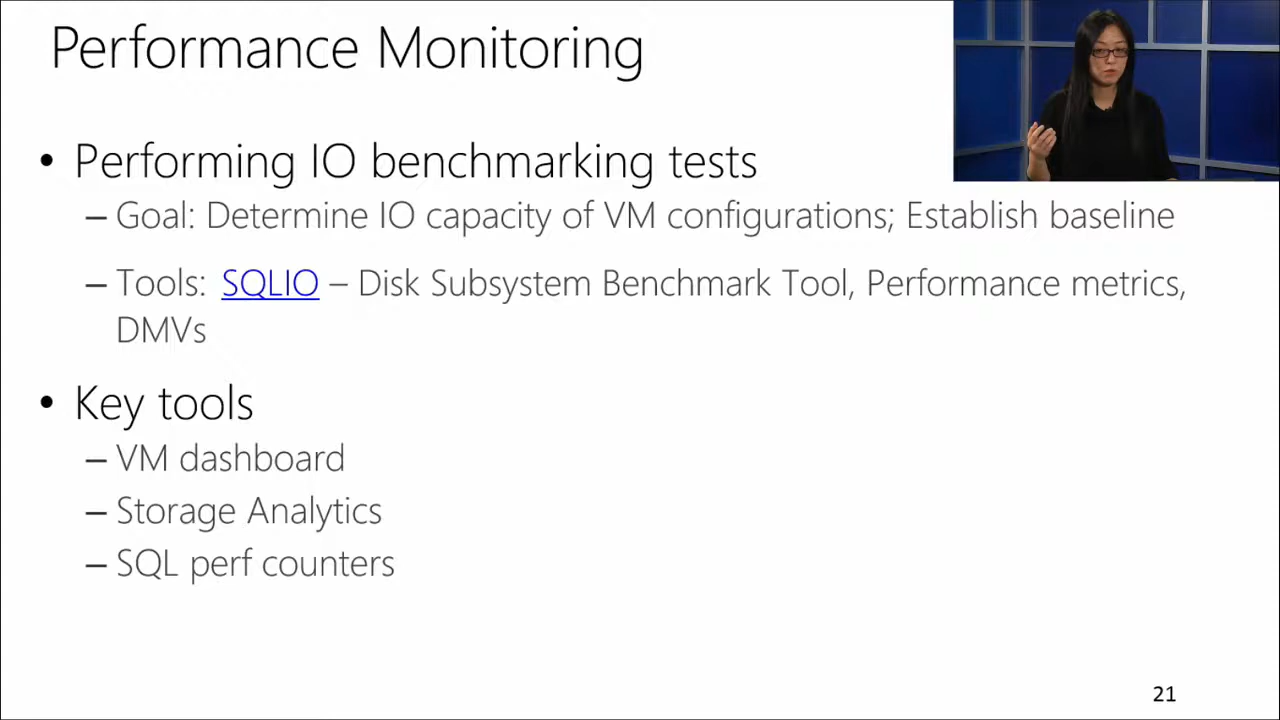 Performance Monitoring
• Performing IO benchmarking tests
– Goal: Determine IO capacity of VM configurations; Establish baseline
– Tools: SQLIO – Disk Subsystem Benchmark Tool, Performance metrics,
DMVs
• Key tools
– VM dashboard
– Storage Analytics
– SQL perf counters
21